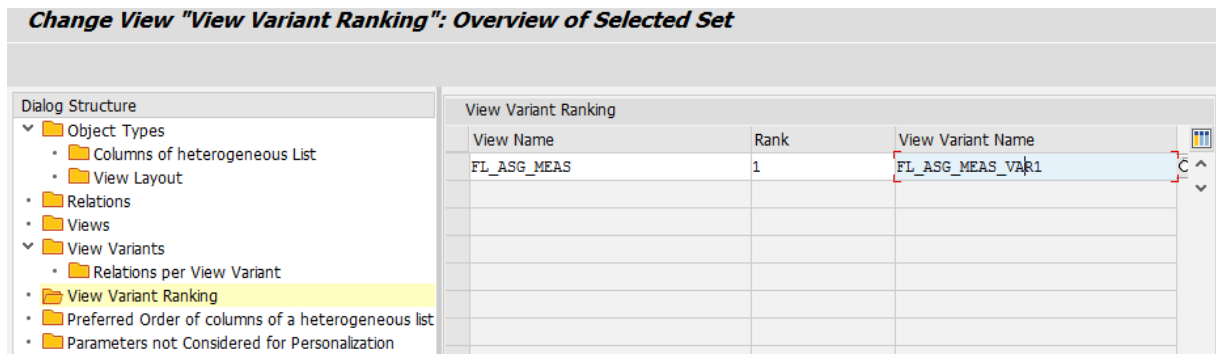 Change View "View Variant Ranking": Overview of Selected Set
Dialog Structure
Object Types
Columns of heterogeneous List
View Layout
Relations
Views
View Variants
Relations per View Variant
View Variant Ranking
Preferred Order of columns of a heterogeneous list
Parameters not Considered for Personalization
View Variant Ranking
View Name Rank View Variant Name
FL_ASG_MEAS 1 FL_ASG_MEAS_VAR1